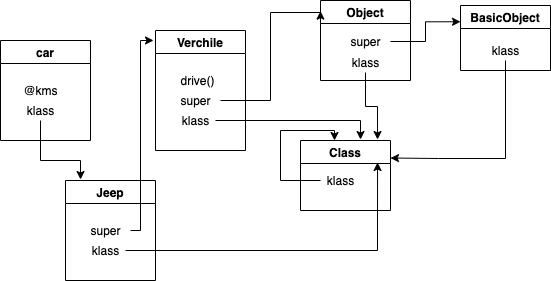 car
@kms
klass
Verchile
drive()
super
klass
Object
super
klass
BasicObject
klass
Class
klass
Jeep
super
klass